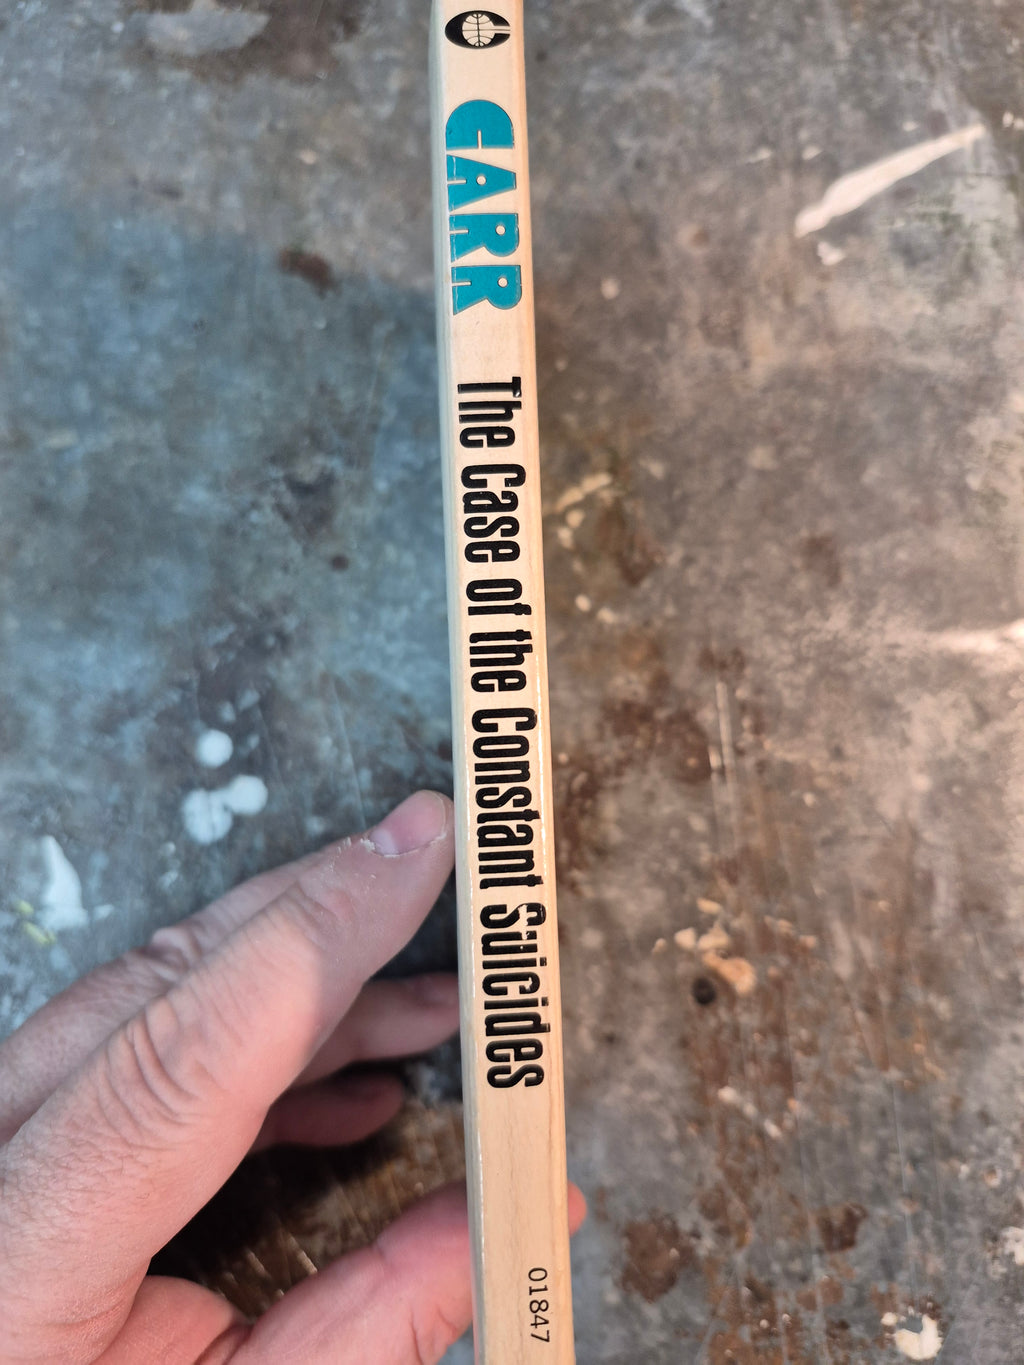 CARR
The Case of the Constant Suicides
01847